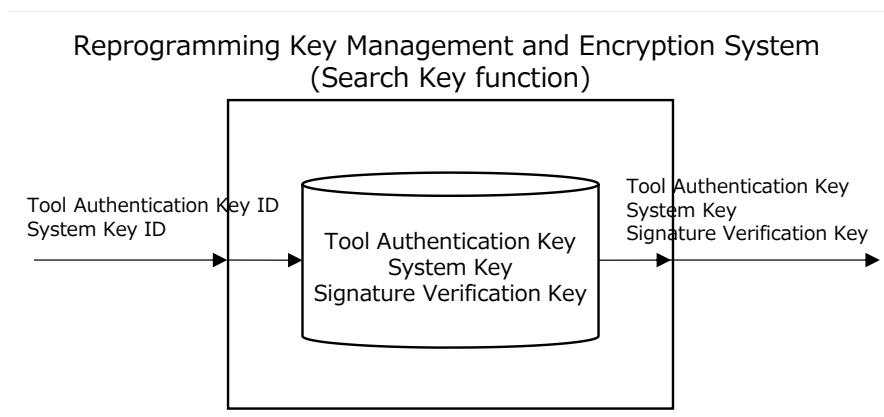 Reprogramming Key Management and Encryption System
(Search Key function)
Tool Authentication Key ID
System Key ID
Tool Authentication Key
System Key
Signature Verification Key
Tool Authentication Key
System Key
Signature Verification Key